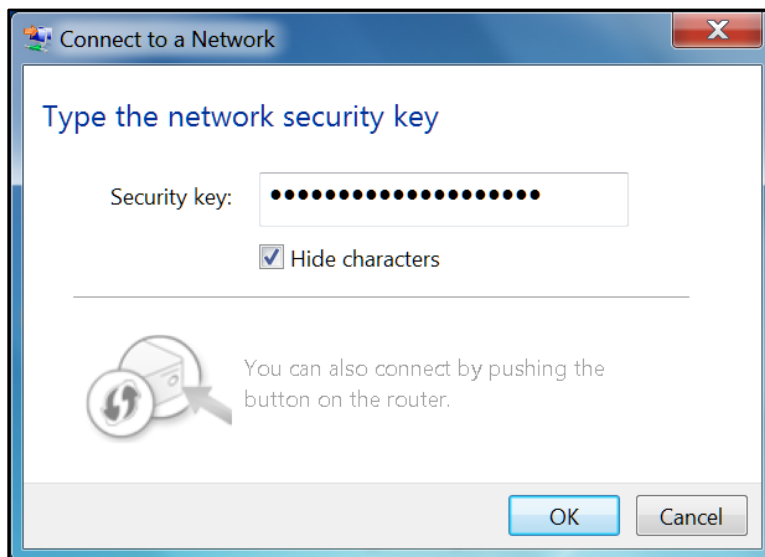 Connect to a Network
Type the network security key
Security key: ••••••••••••••••••••
Hide characters
You can also connect by pushing the
button on the router.
OK Cancel